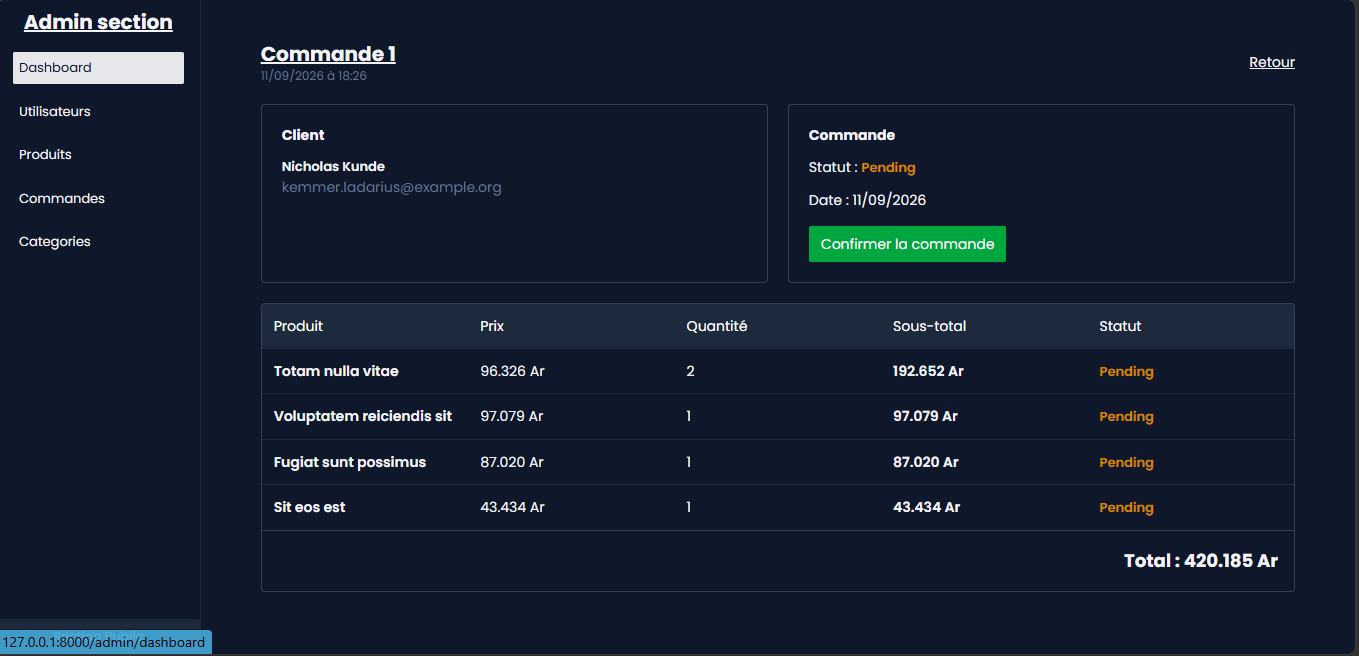 Admin section
Dashboard
Utilisateurs
Produits
Commandes
Categories
Commande 1
11/09/2026 à 18:26
Retour
Client
Nicholas Kunde
kemmer.ladarius@example.org
Commande
Statut : Pending
Date : 11/09/2026
Confirmer la commande
Produit Prix Quantité Sous-total Statut
Totam nulla vitae 96.326 Ar 2 192.652 Ar Pending
Voluptatem reiciendis sit 97.079 Ar 1 97.079 Ar Pending
Fugiat sunt possimus 87.020 Ar 1 87.020 Ar Pending
Sit eos est 43.434 Ar 1 43.434 Ar Pending
Total : 420.185 Ar
127.0.0.1:8000/admin/dashboard